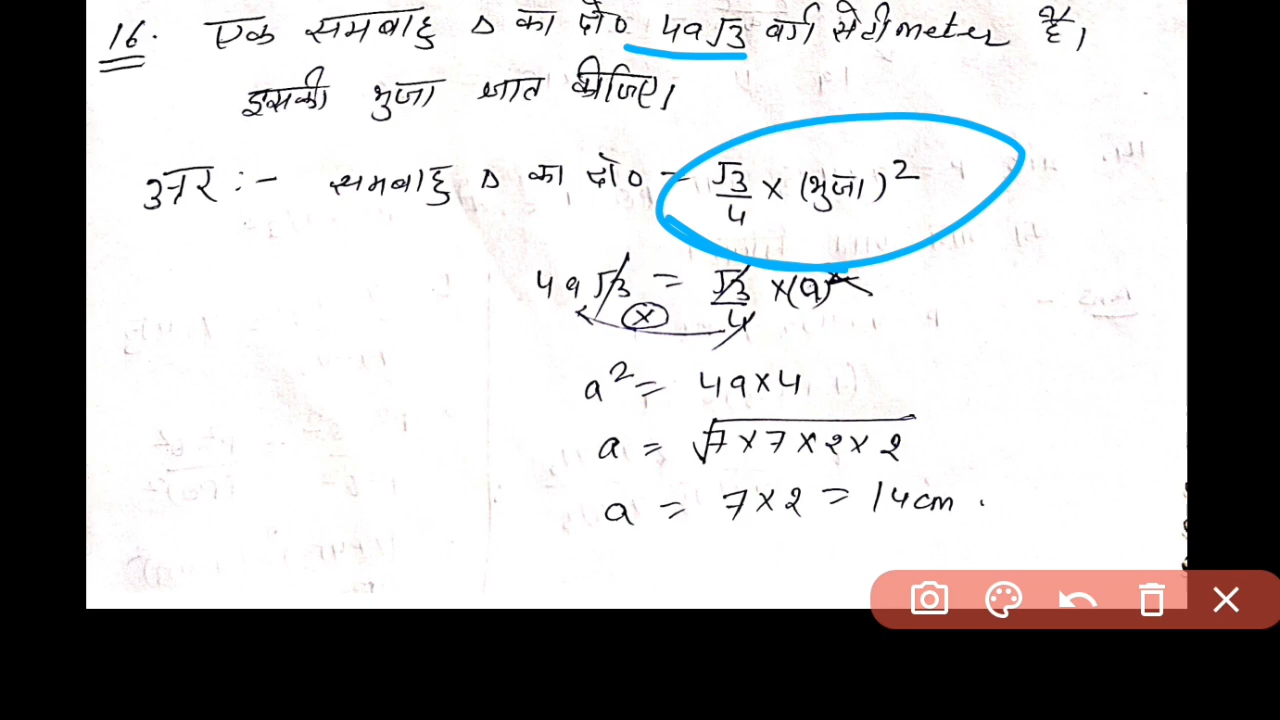 16. एक समबाहु Δ का क्षे० 49√3 वर्ग सेंटीmeter है,
इसकी भुजा ज्ञात कीजिए।
उत्तर :- समबाहु Δ का क्षे० = √3/4 × (भुजा)²
49√3 = √3/4 × (a)²
a² = 49×4
a = √7×7×2×2
a = 7×2 = 14cm.